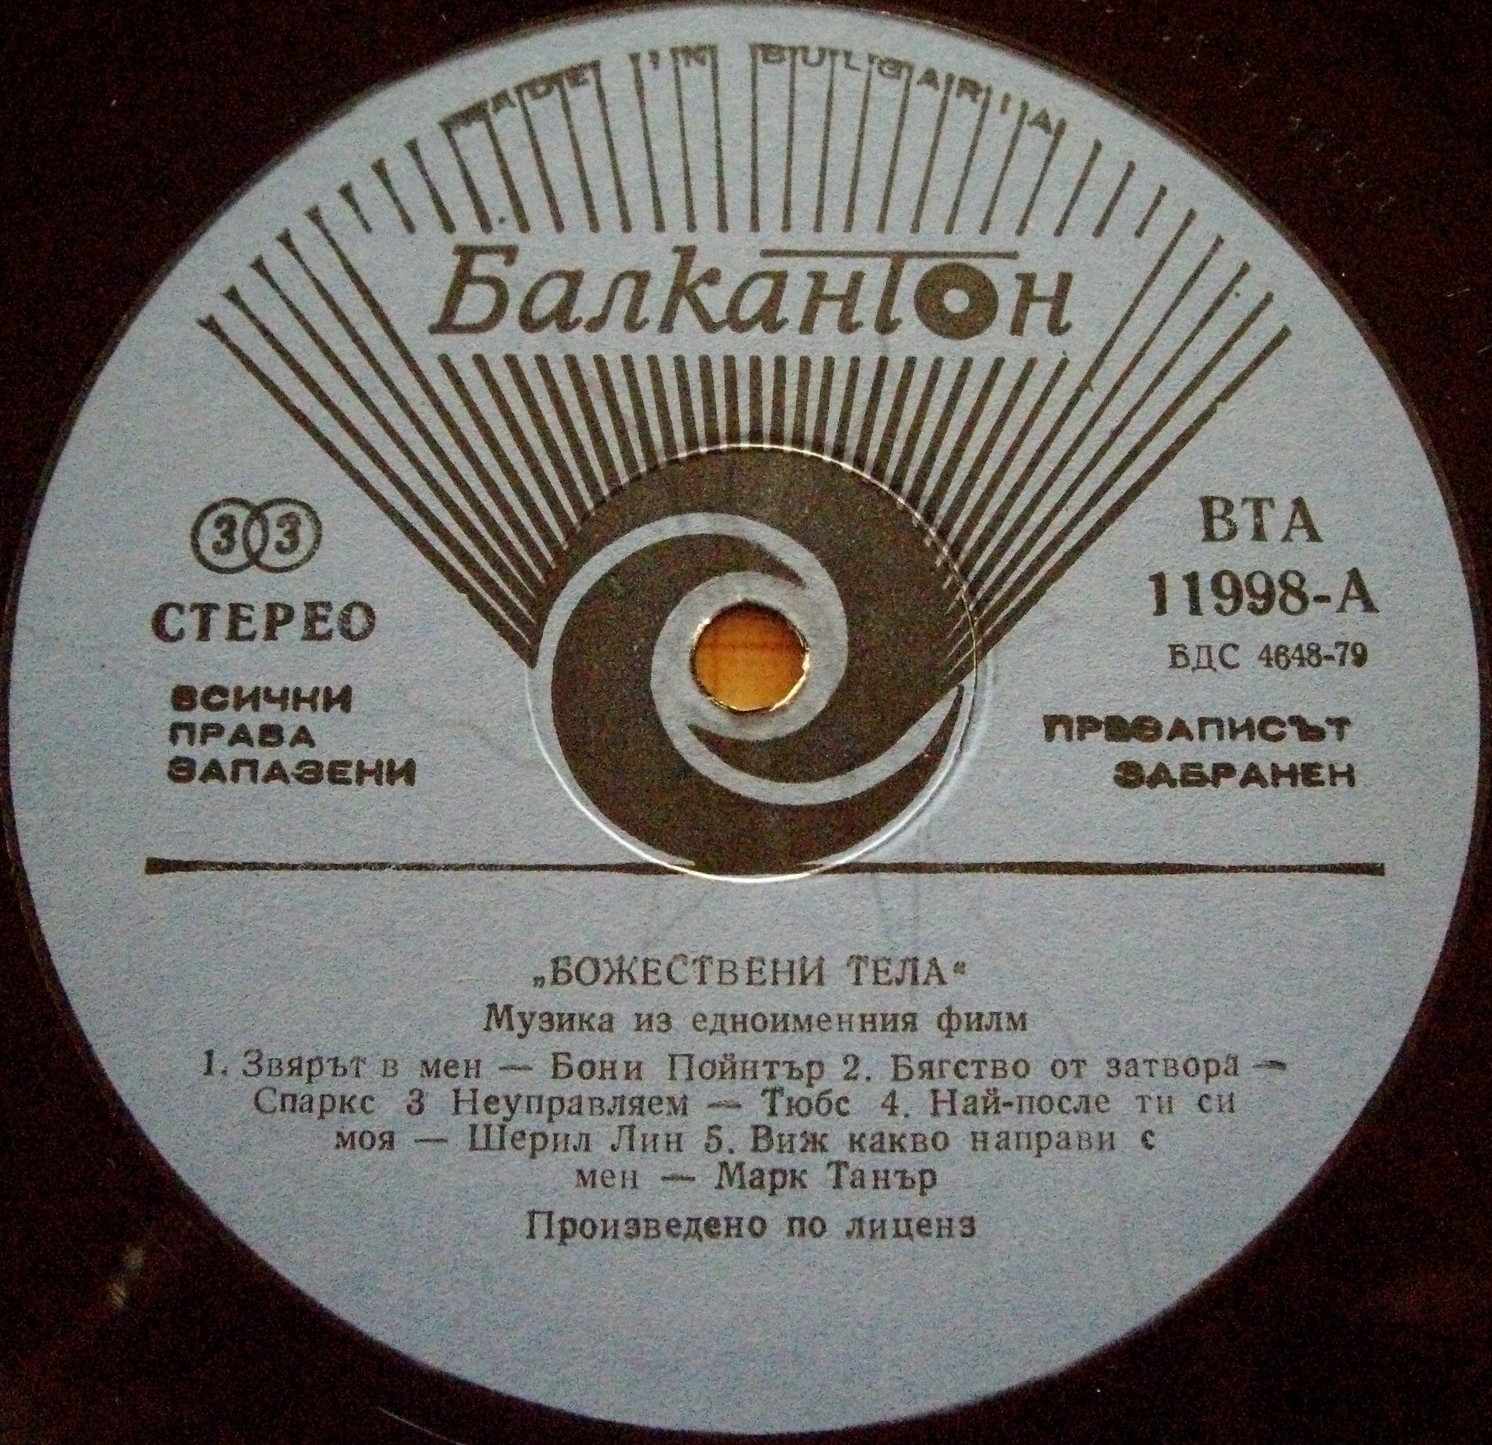 MADE IN BULGARIA
Балкантон
33
СТЕРЕО
ВСИЧКИ
ПРАВА
ЗАПАЗЕНИ
ВТА
11998-А
БДС 4648-79
ПРЕЗАПИСЪТ
ЗАБРАНЕН
„БОЖЕСТВЕНИ ТЕЛА“
Музика из едноименния филм
1. Звярът в мен — Бони Пойнтър 2. Бягство от затвора —
Спаркс 3 Неуправляем — Тюбс 4. Най-после ти си
моя — Шерил Лин 5. Виж какво направи с
мен — Марк Танър
Произведено по лиценз